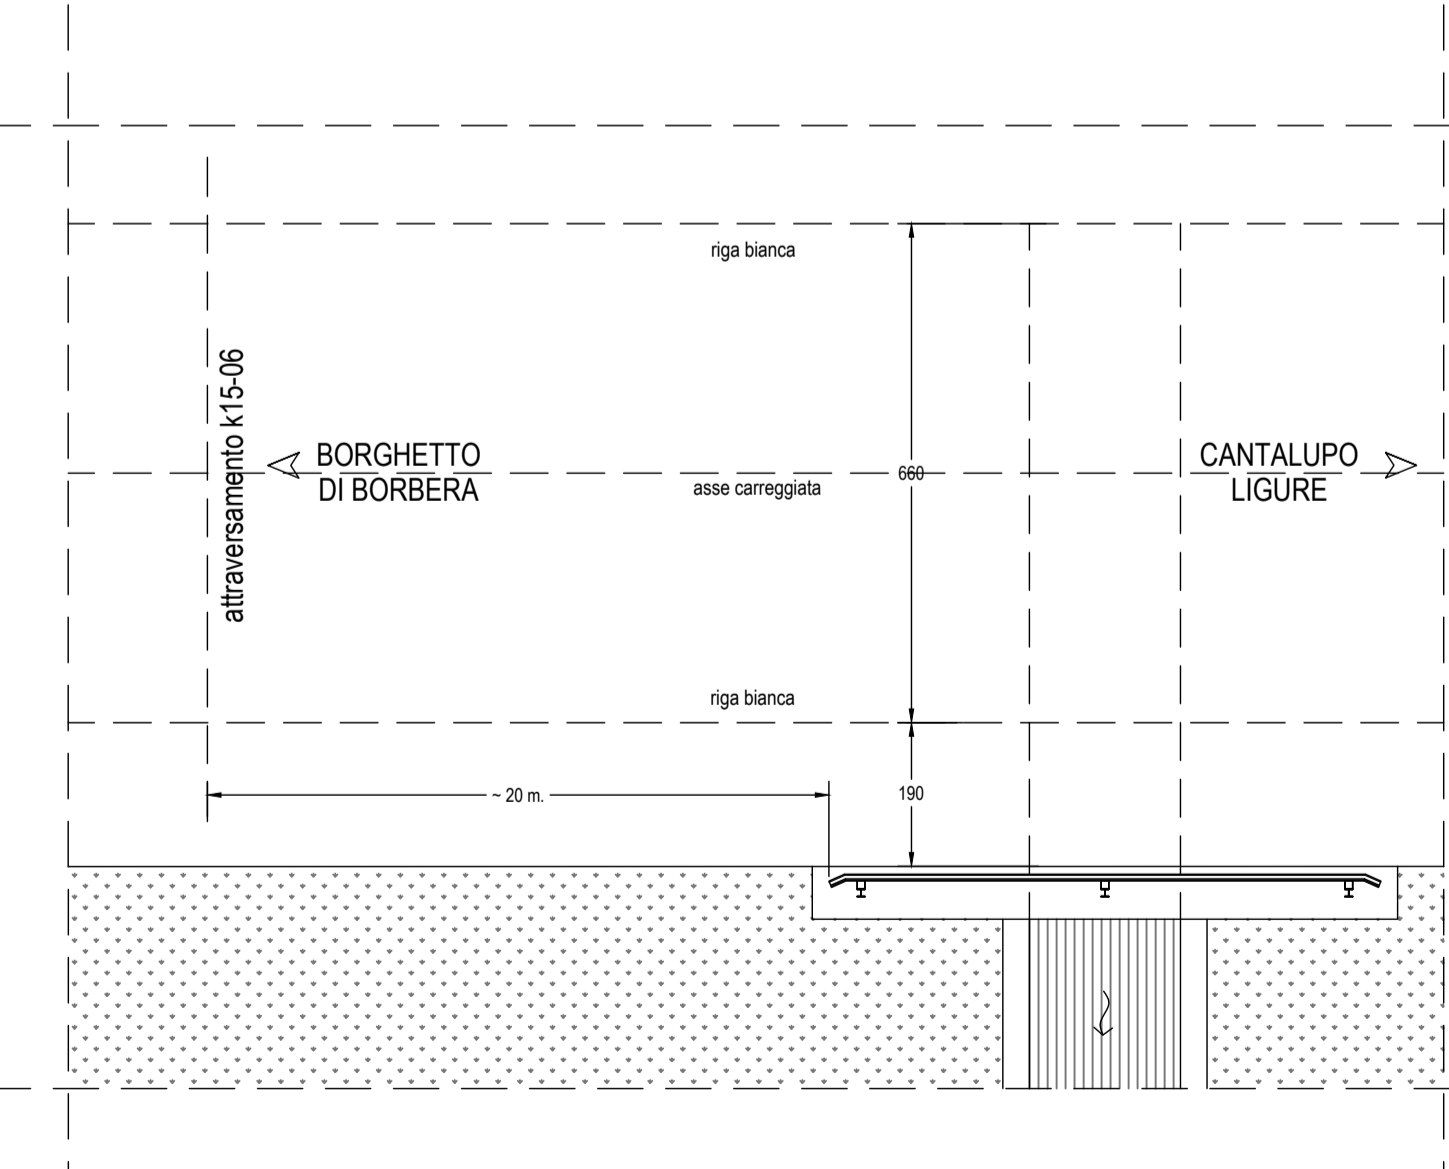 riga bianca
attraversamento k15-06
BORGHETTO
DI BORBERA
asse carreggiata
660
CANTALUPO
LIGURE
riga bianca
~ 20 m.
190